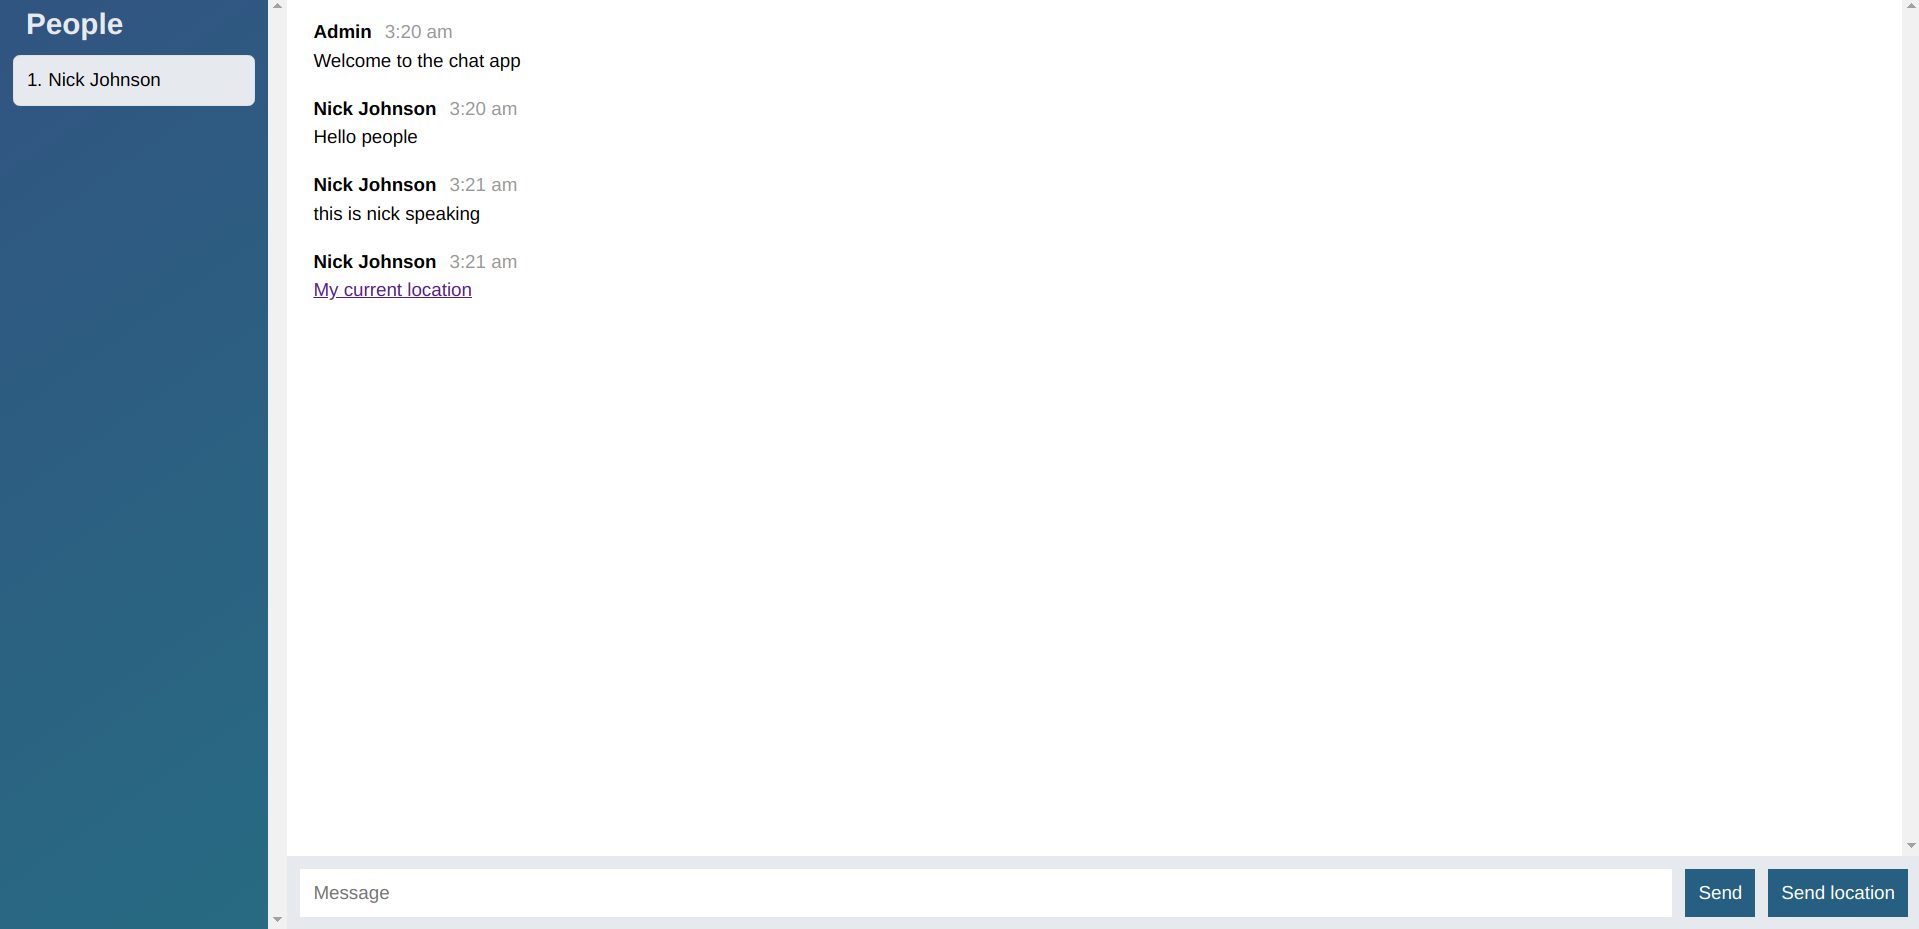 People
1. Nick Johnson
Admin 3:20 am
Welcome to the chat app
Nick Johnson 3:20 am
Hello people
Nick Johnson 3:21 am
this is nick speaking
Nick Johnson 3:21 am
My current location
Message
Send
Send location